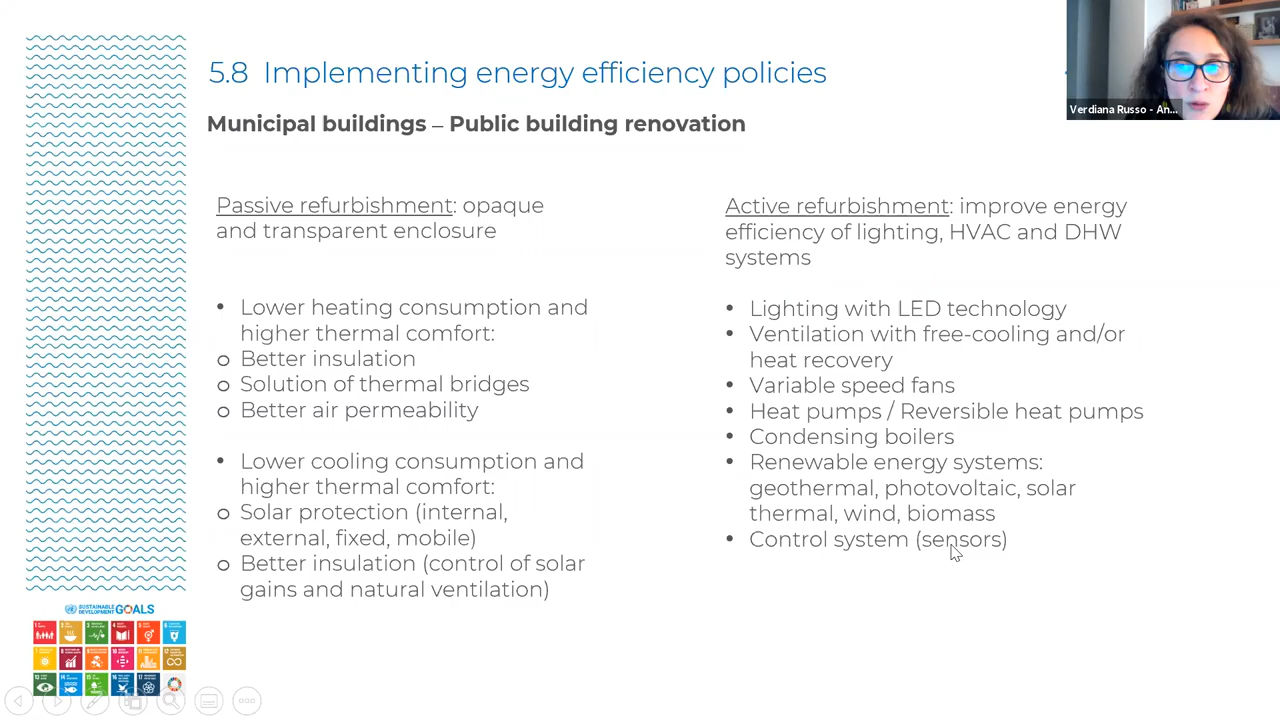 5.8 Implementing energy efficiency policies
Municipal buildings – Public building renovation
Verdiana Russo - An...
Passive refurbishment: opaque
and transparent enclosure
• Lower heating consumption and
higher thermal comfort:
o Better insulation
o Solution of thermal bridges
o Better air permeability
• Lower cooling consumption and
higher thermal comfort:
o Solar protection (internal,
external, fixed, mobile)
o Better insulation (control of solar
gains and natural ventilation)
Active refurbishment: improve energy
efficiency of lighting, HVAC and DHW
systems
• Lighting with LED technology
• Ventilation with free-cooling and/or
heat recovery
• Variable speed fans
• Heat pumps / Reversible heat pumps
• Condensing boilers
• Renewable energy systems:
geothermal, photovoltaic, solar
thermal, wind, biomass
• Control system (sensors)
SUSTAINABLE
DEVELOPMENT GOALS